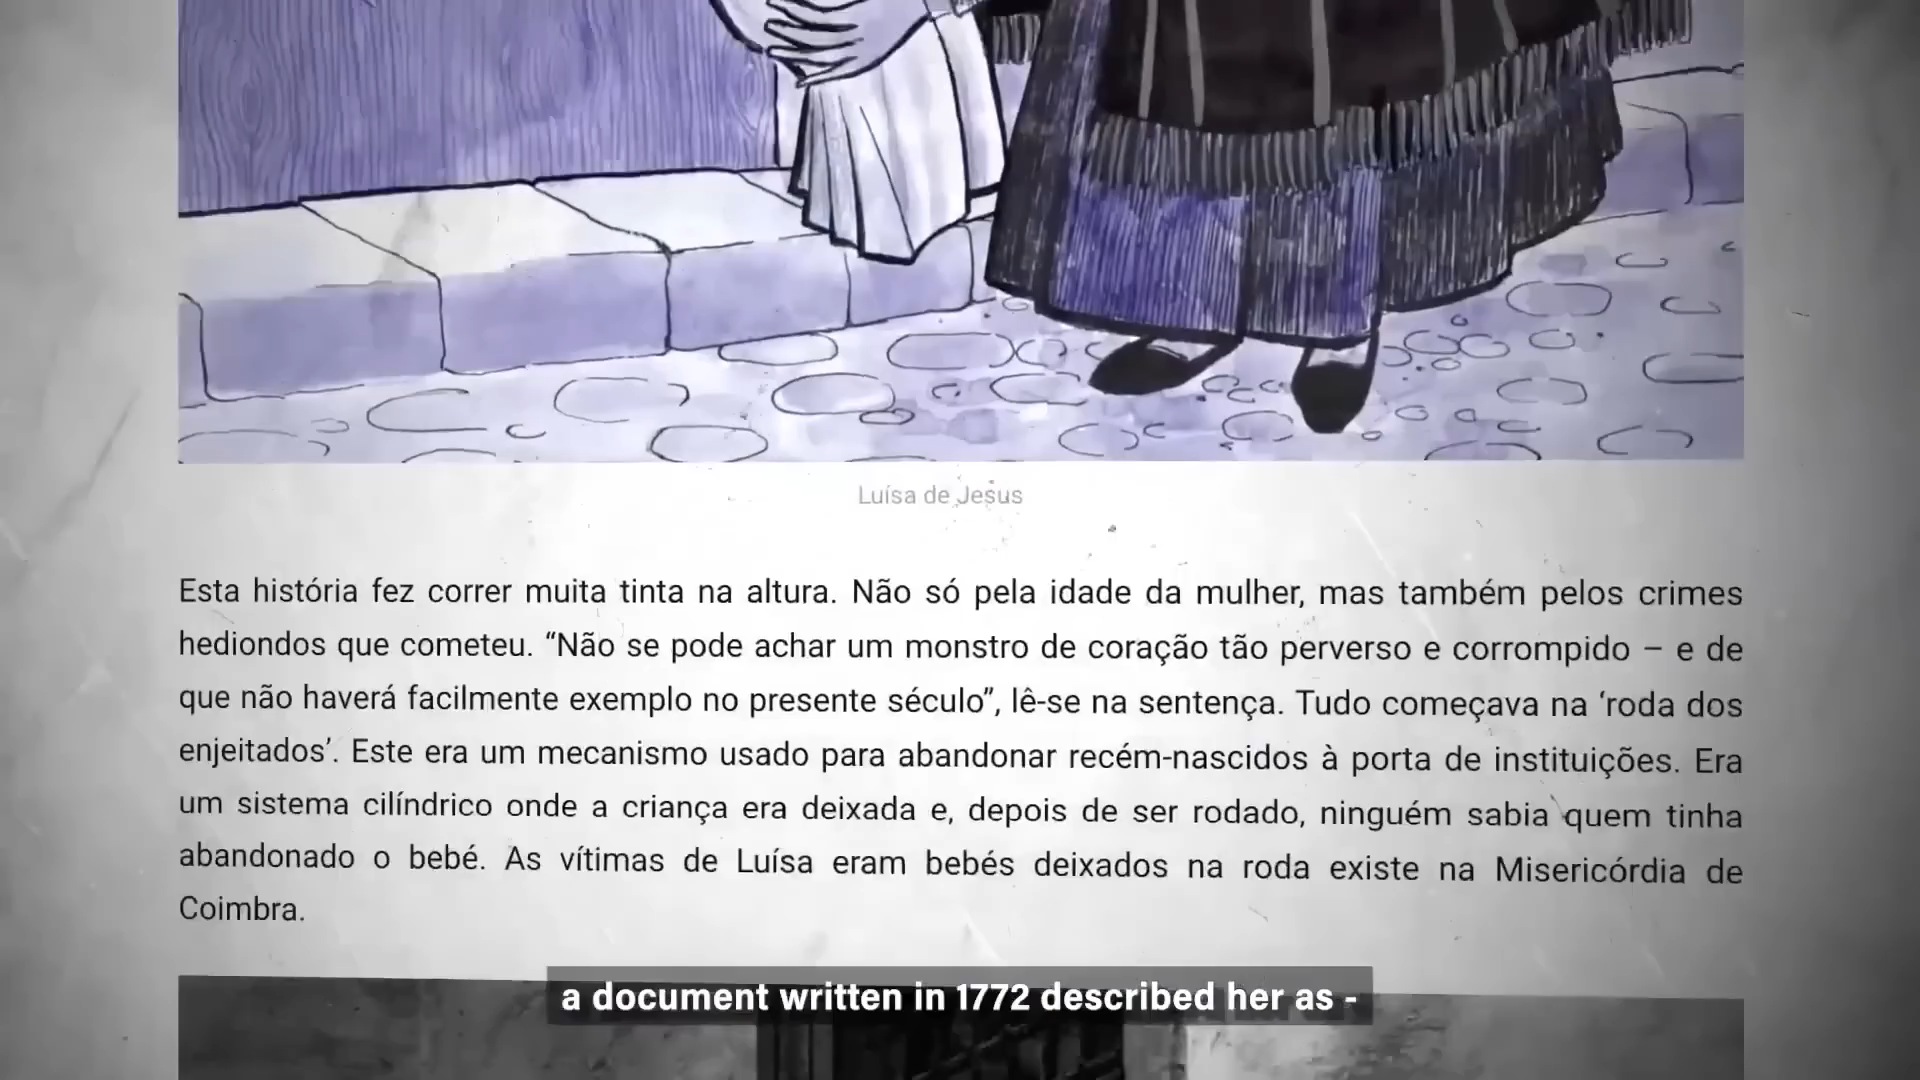 Luísa de Jesus
Esta história fez correr muita tinta na altura. Não só pela idade da mulher, mas também pelos crimes
hediondos que cometeu. “Não se pode achar um monstro de coração tão perverso e corrompido – e de
que não haverá facilmente exemplo no presente século”, lê-se na sentença. Tudo começava na ‘roda dos
enjeitados’. Este era um mecanismo usado para abandonar recém-nascidos à porta de instituições. Era
um sistema cilíndrico onde a criança era deixada e, depois de ser rodado, ninguém sabia quem tinha
abandonado o bebé. As vítimas de Luísa eram bebés deixados na roda existe na Misericórdia de
Coimbra.
a document written in 1772 described her as -